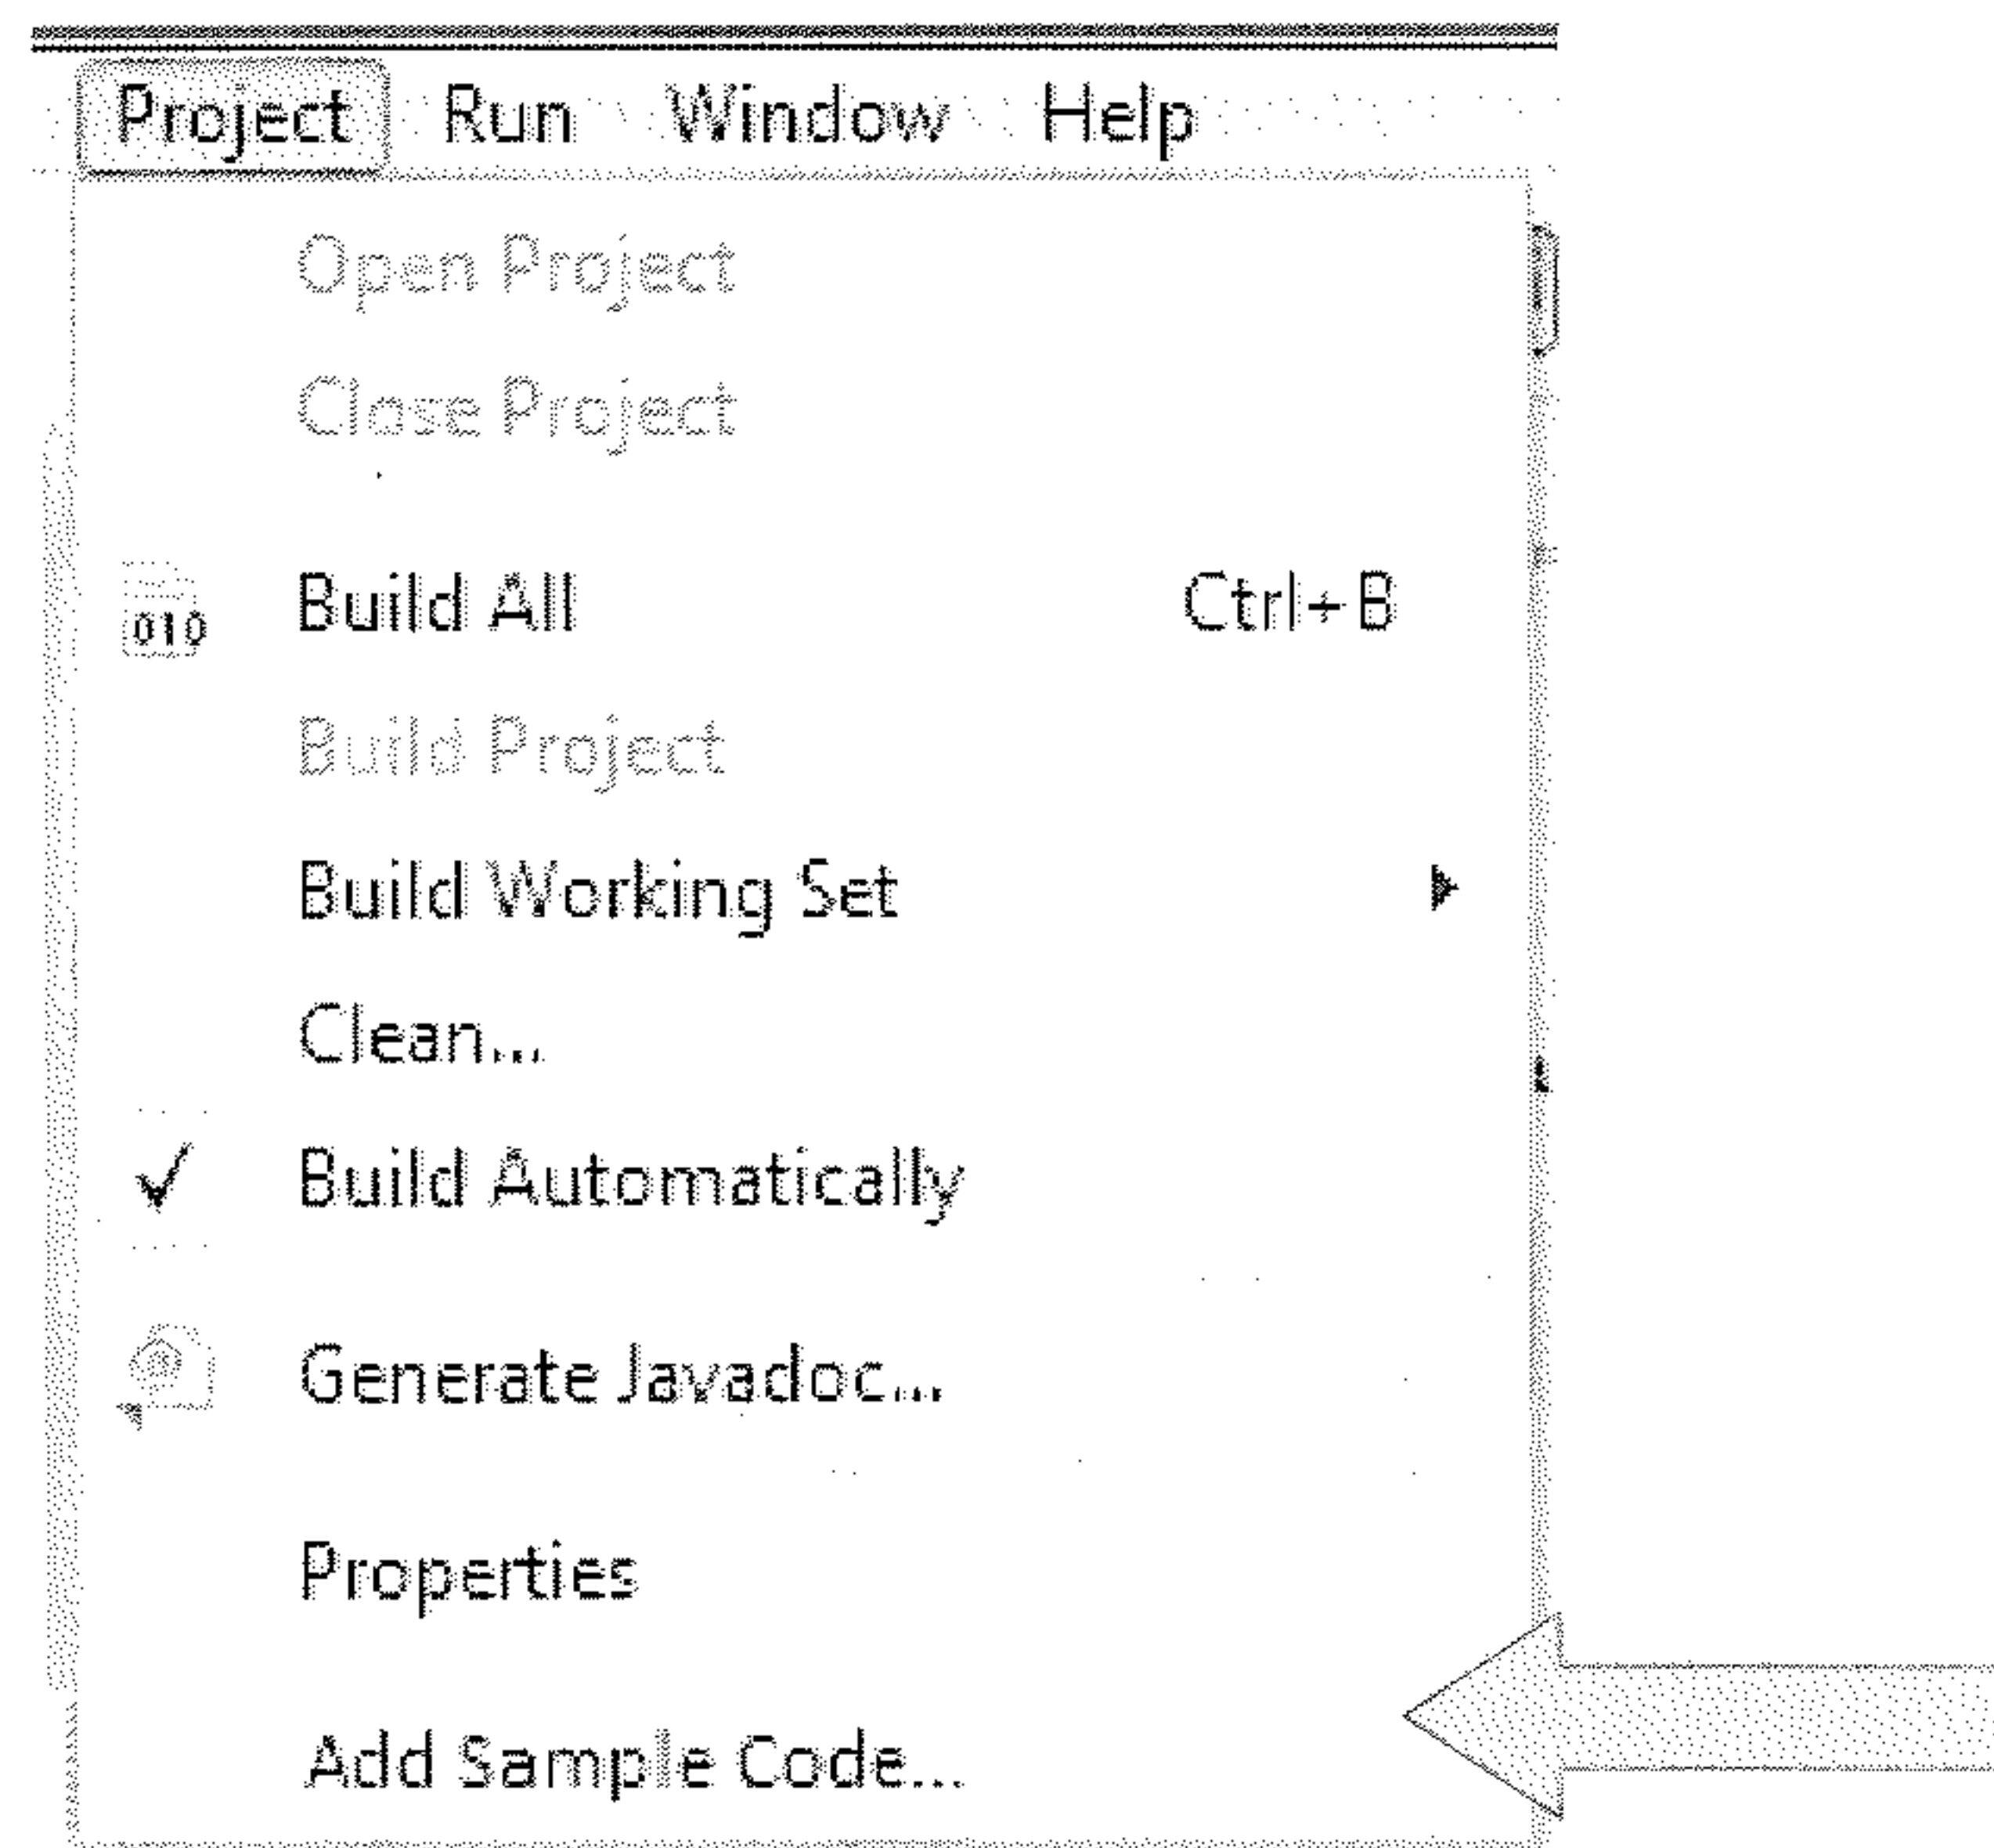 Project Run Window Help
Open Project
Close Project
010 Build All Ctrl+B
Build Project
Build Working Set
Clean...
Build Automatically
Generate Javadoc...
Properties
Add Sample Code...